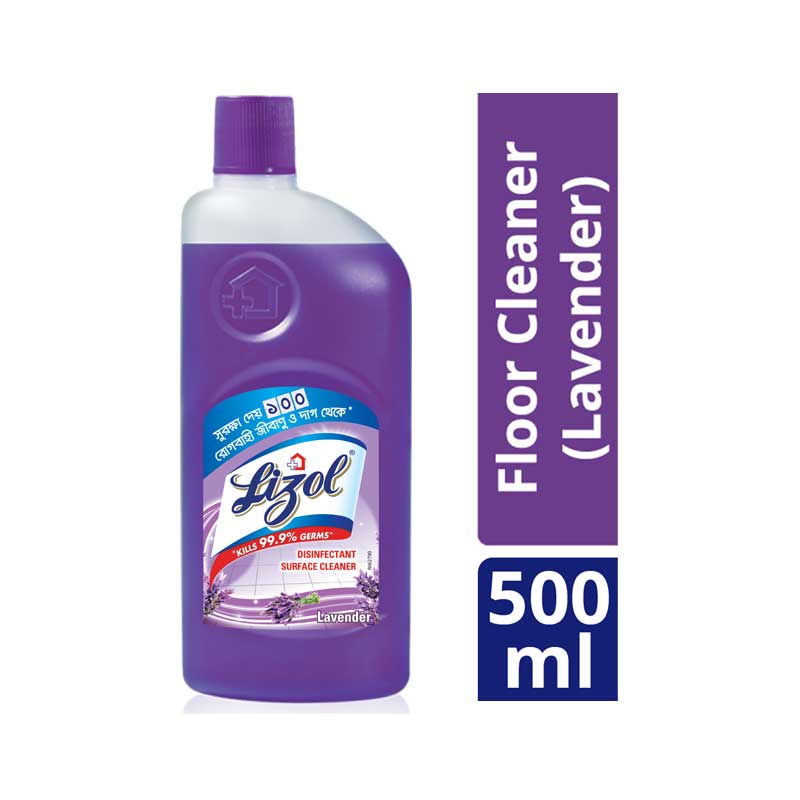 সুরক্ষা দেয় ১০০
রোগবাহী জীবাণু ও দাগ থেকে*
Lizol®
*KILLS 99.9% GERMS^
DISINFECTANT
SURFACE CLEANER
Lavender
Floor Cleaner
(Lavender)
500
ml